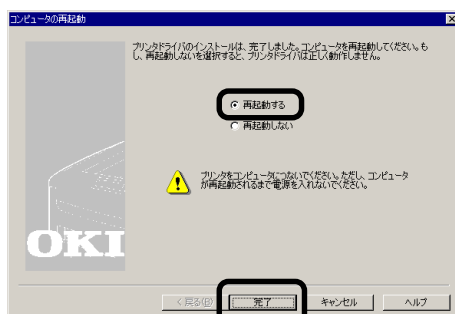 コンピュータの再起動
プリンタドライバのインストールは、完了しました。コンピュータを再起動してください。も
し、再起動しないを選択すると、プリンタドライバは正しく動作しません。
再起動する
再起動しない
プリンタをコンピュータにつないでください。ただし、コンピュータ
が再起動されるまで電源を入れないでください。
OKI
< 戻る(B)
完了
キャンセル
ヘルプ